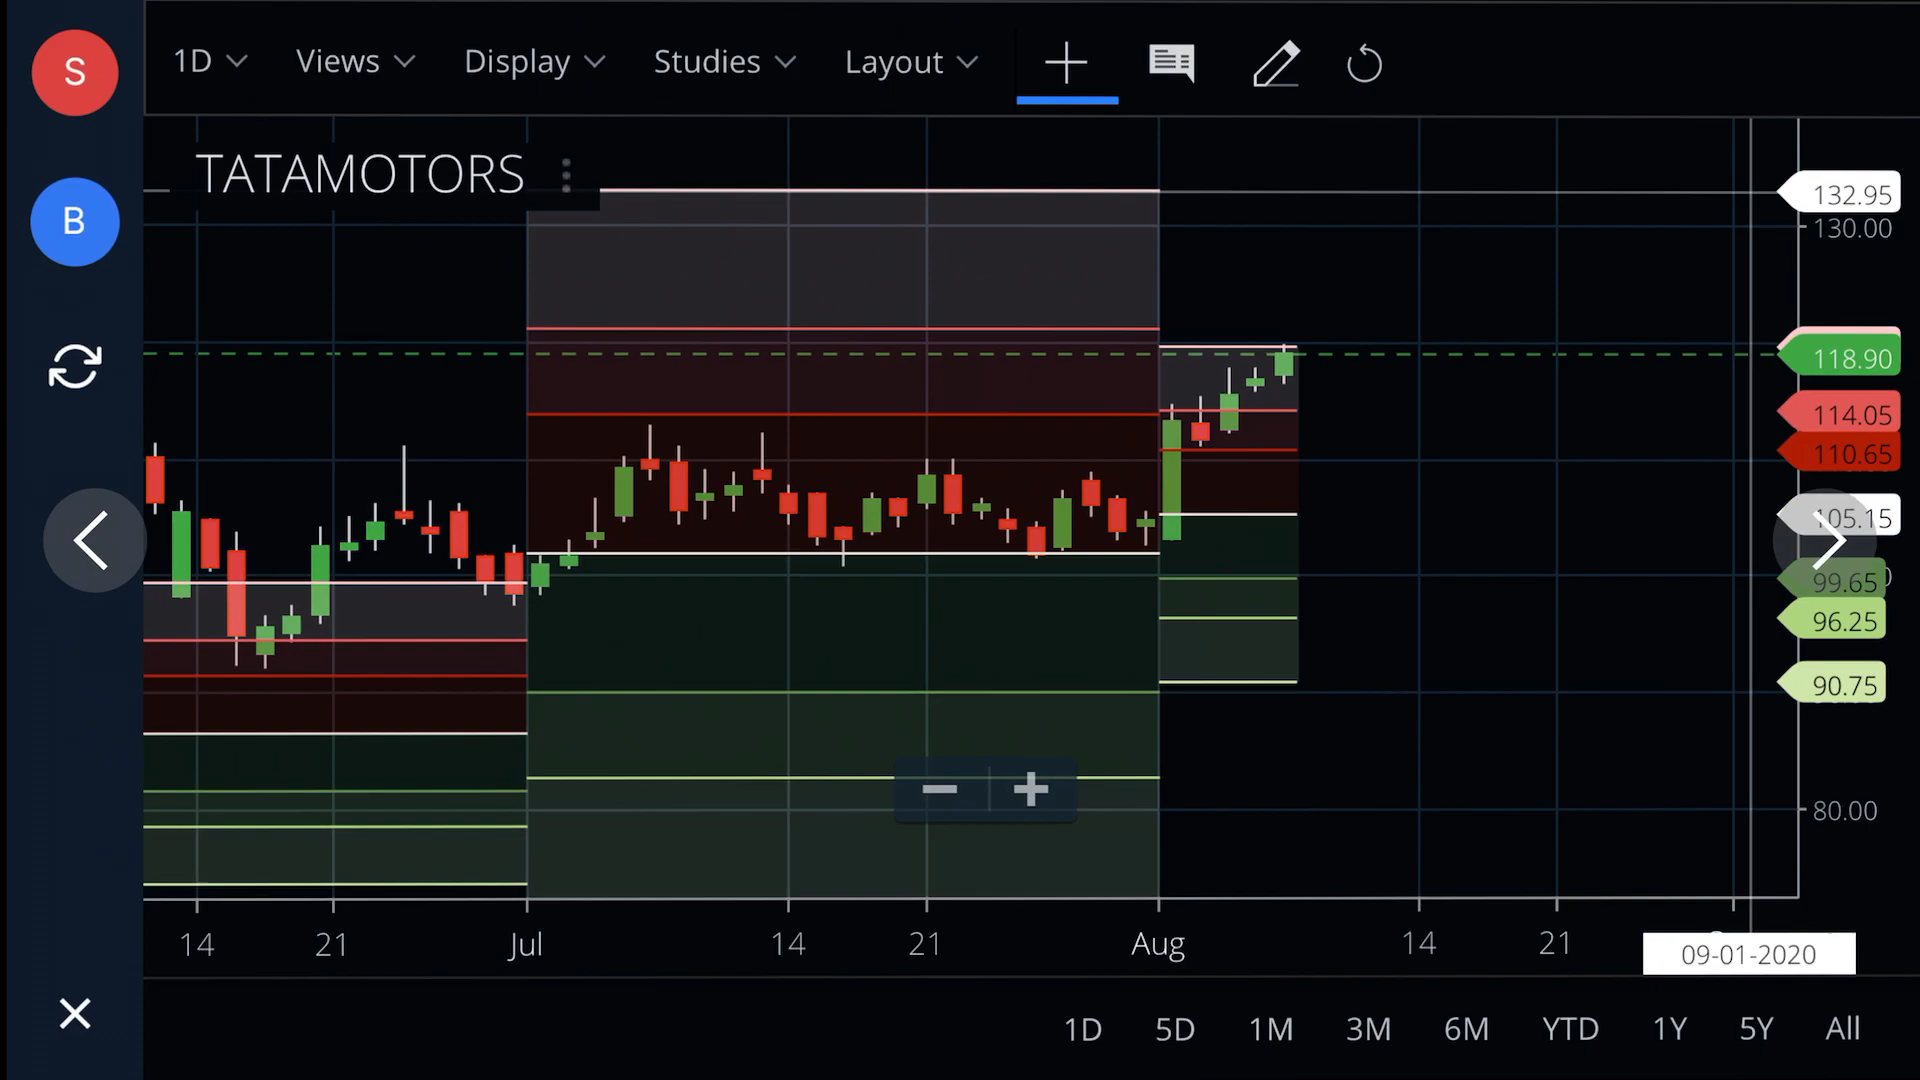 S
1D Views Display Studies Layout
TATAMOTORS
B
132.95
130.00
118.90
114.05
110.65
105.15
99.65
96.25
90.75
80.00
14 21 Jul 14 21 Aug 14 21
09-01-2020
1D 5D 1M 3M 6M YTD 1Y 5Y All